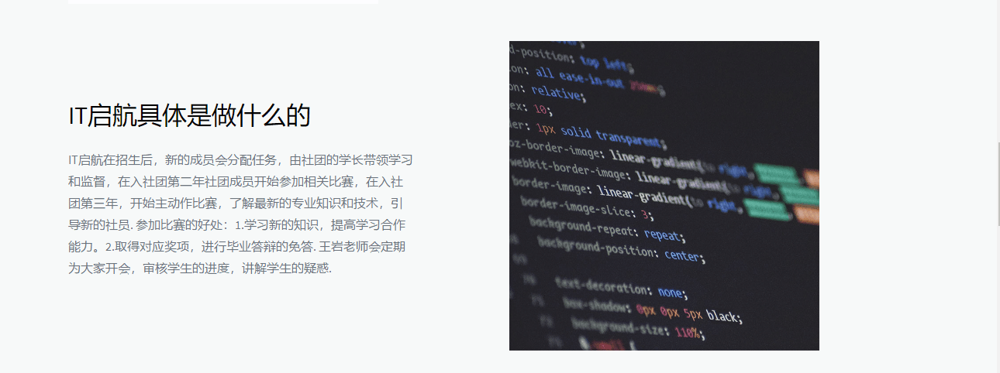 IT启航具体是做什么的
IT启航在招生后，新的成员会分配任务，由社团的学长带领学习
和监督，在入社团第二年社团成员开始参加相关比赛，在入社
团第三年，开始主动作比赛，了解最新的专业知识和技术，引
导新的社员. 参加比赛的好处：1.学习新的知识，提高学习合作
能力。2.取得对应奖项，进行毕业答辩的免答. 王岩老师会定期
为大家开会，审核学生的进度，讲解学生的疑惑.
d-position: top left;
on: all ease-in-out
on: relative;
ex: 10;
der: 1px solid transparent;
oz-border-image: linear-gradient(to right,
webkit-border-image: linear-gradient(to right,
border-image: linear-gradient(to right,
border-image-slice: 3;
background-repeat: repeat;
background-position: center;
text-decoration: none;
box-shadow: 0px 0px 5px black;
background-size: 110%;